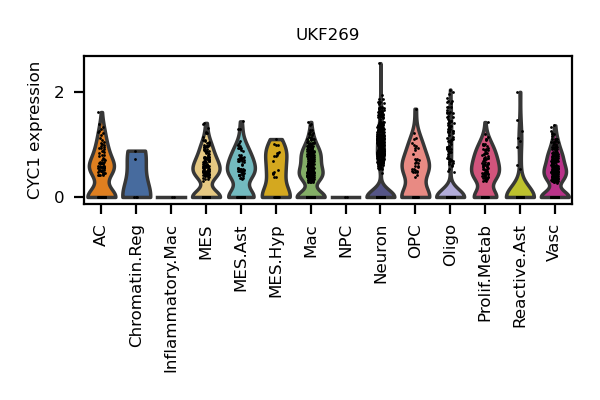 UKF269
CYC1 expression
2
0
AC
Chromatin.Reg
Inflammatory.Mac
MES
MES.Ast
MES.Hyp
Mac
NPC
Neuron
OPC
Oligo
Prolif.Metab
Reactive.Ast
Vasc